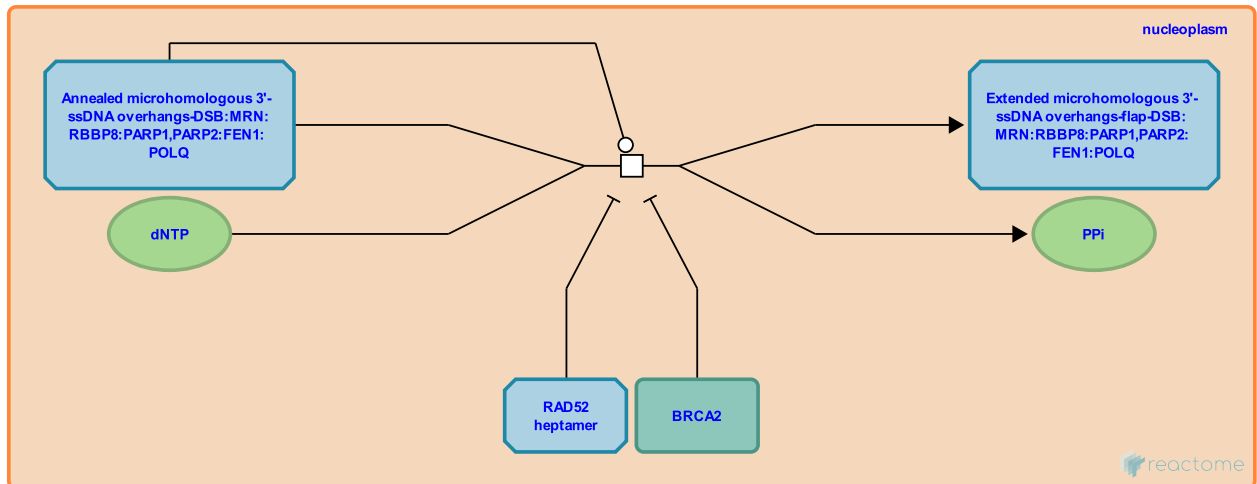 nucleoplasm
Annealed microhomologous 3'-
ssDNA overhangs-DSB:MRN:
RBBP8:PARP1,PARP2:FEN1:
POLQ
Extended microhomologous 3'-
ssDNA overhangs-flap-DSB:
MRN:RBBP8:PARP1,PARP2:
FEN1:POLQ
dNTP
PPi
RAD52
heptamer
BRCA2
reactome